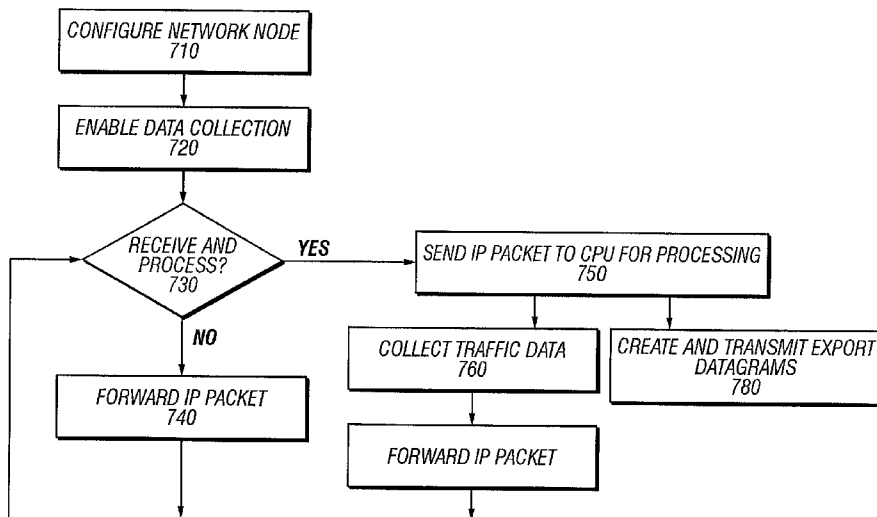 CONFIGURE NETWORK NODE
710
ENABLE DATA COLLECTION
720
RECEIVE AND
PROCESS?
730
YES
NO
SEND IP PACKET TO CPU FOR PROCESSING
750
COLLECT TRAFFIC DATA
760
CREATE AND TRANSMIT EXPORT
DATAGRAMS
780
FORWARD IP PACKET
740
FORWARD IP PACKET